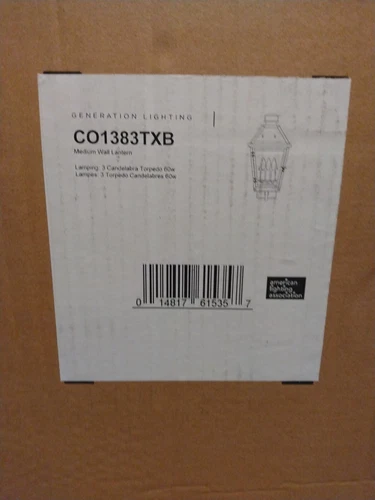 GENERATION LIGHTING
CO1383TXB
Medium Wall Lantern
Lamping: 3 Candelabra Torpedo 60w
Lampes: 3 Torpedo Candelabres 60w
0 14817 61535 7
american
lighting
association